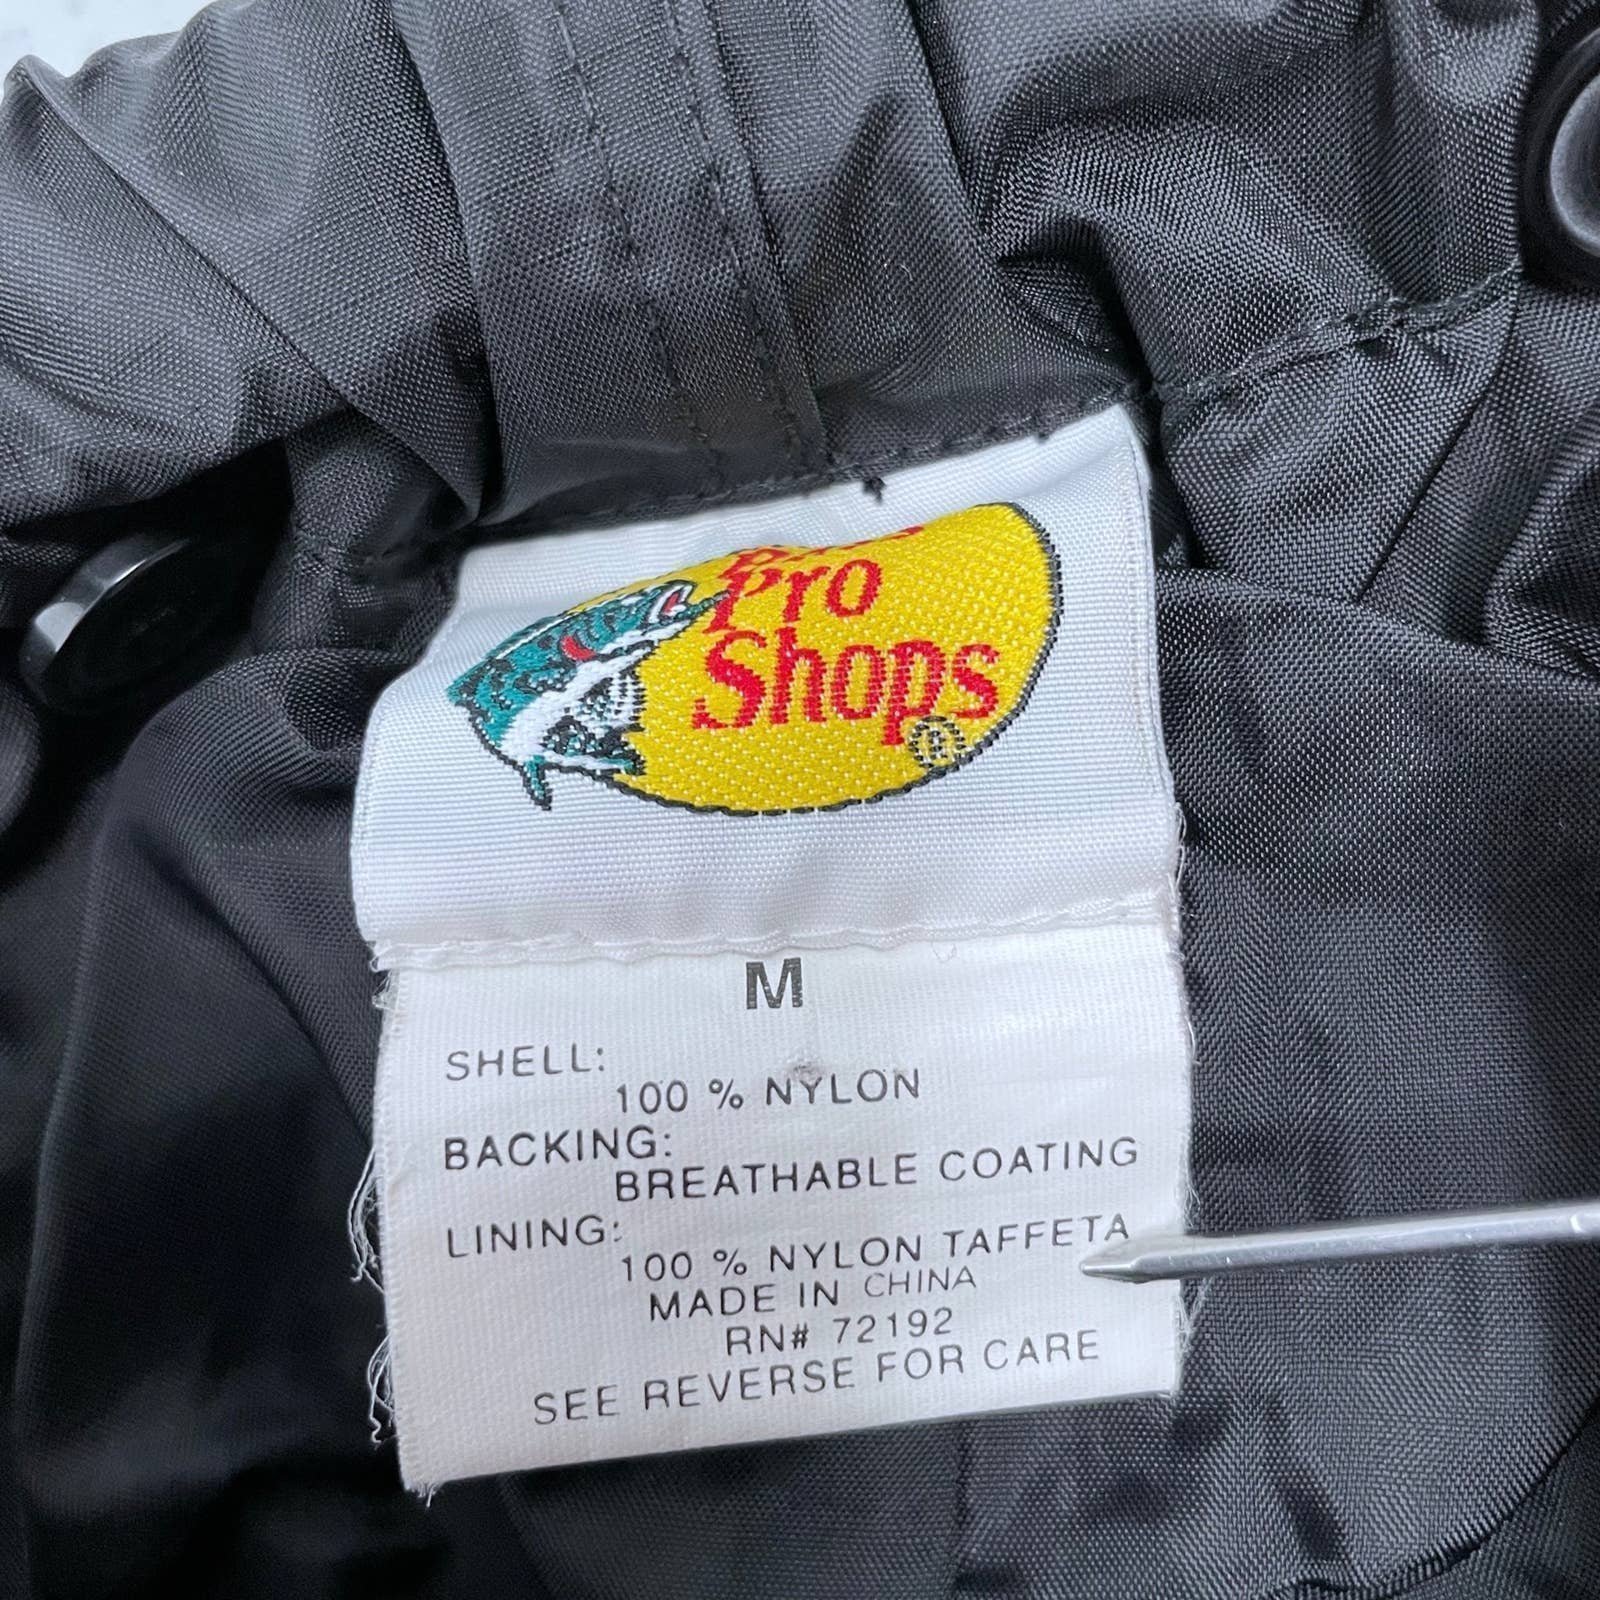 Pro
Shops
®
M
SHELL:
100 % NYLON
BACKING:
BREATHABLE COATING
LINING:
100 % NYLON TAFFETA
MADE IN CHINA
RN# 72192
SEE REVERSE FOR CARE